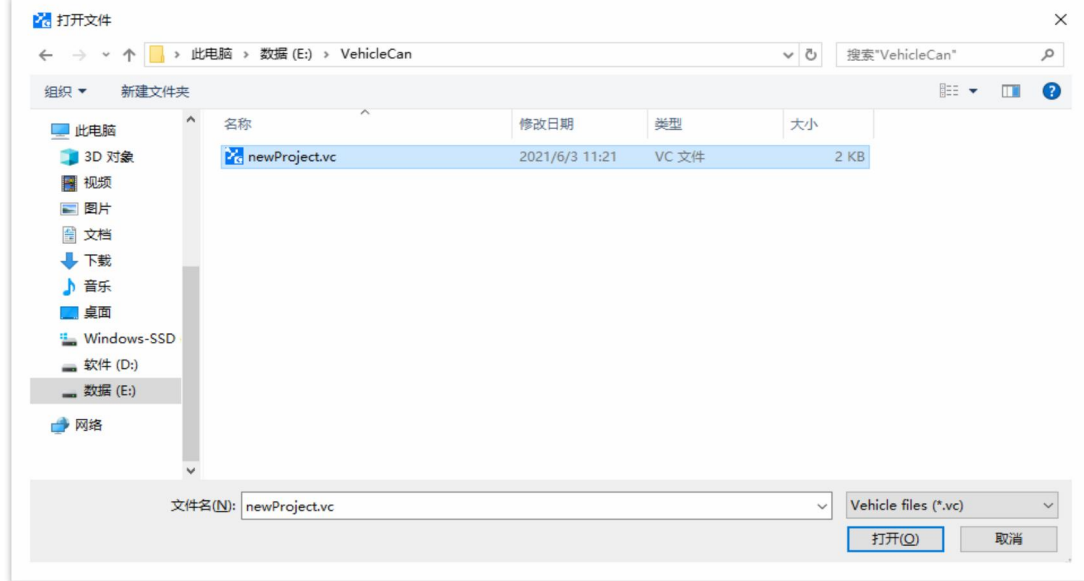 打开文件
此电脑 › 数据 (E:) › VehicleCan
搜索"VehicleCan"
组织 新建文件夹
名称 修改日期 类型 大小
newProject.vc 2021/6/3 11:21 VC 文件 2 KB
此电脑
3D 对象
视频
图片
文档
下载
音乐
桌面
Windows-SSD
软件 (D:)
数据 (E:)
网络
文件名(N): newProject.vc Vehicle files (*.vc)
打开(O) 取消